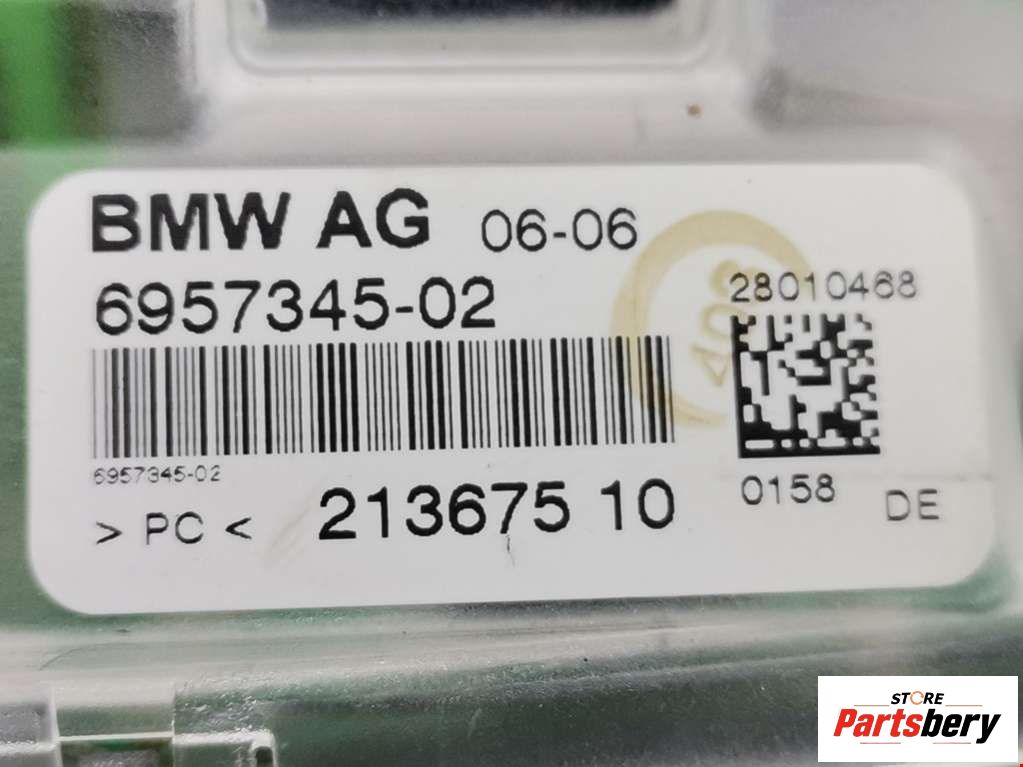 BMW AG 06-06
6957345-02
28010468
6957345-02
> PC < 213675 10
0158 DE
STORE
Partsbery